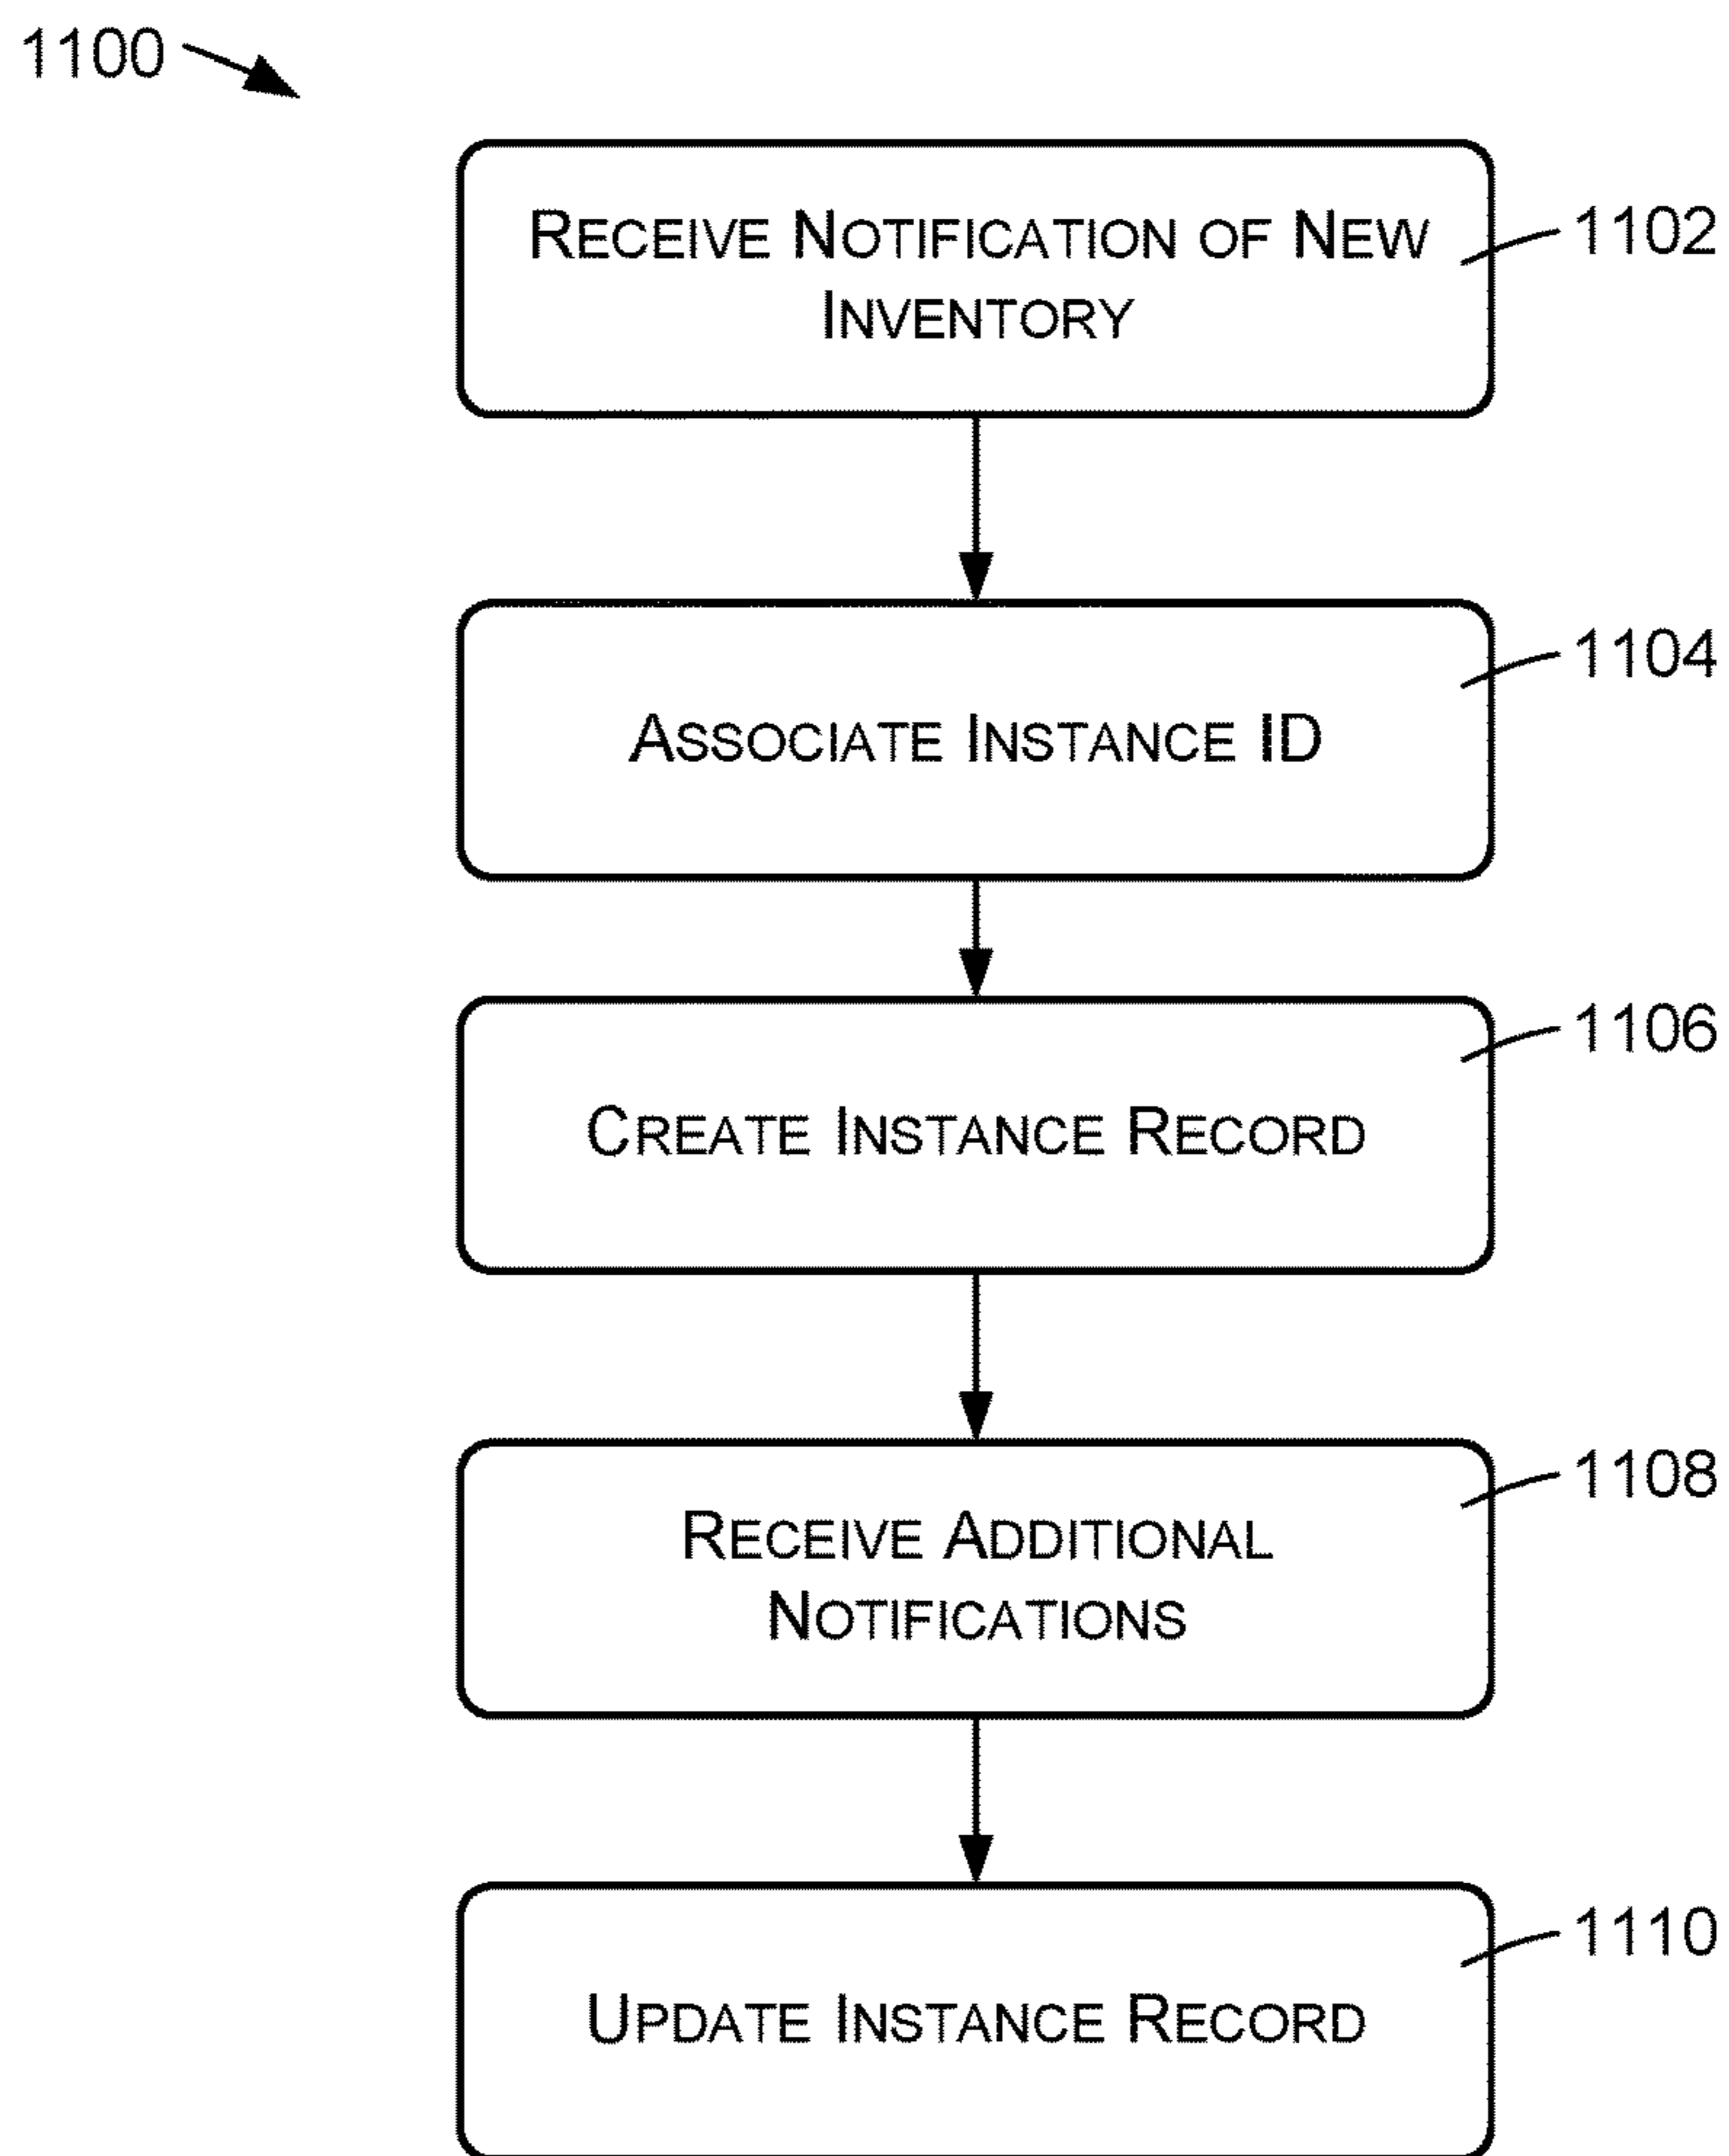 1100
RECEIVE NOTIFICATION OF NEW
INVENTORY
1102
ASSOCIATE INSTANCE ID
1104
CREATE INSTANCE RECORD
1106
RECEIVE ADDITIONAL
NOTIFICATIONS
1108
UPDATE INSTANCE RECORD
1110